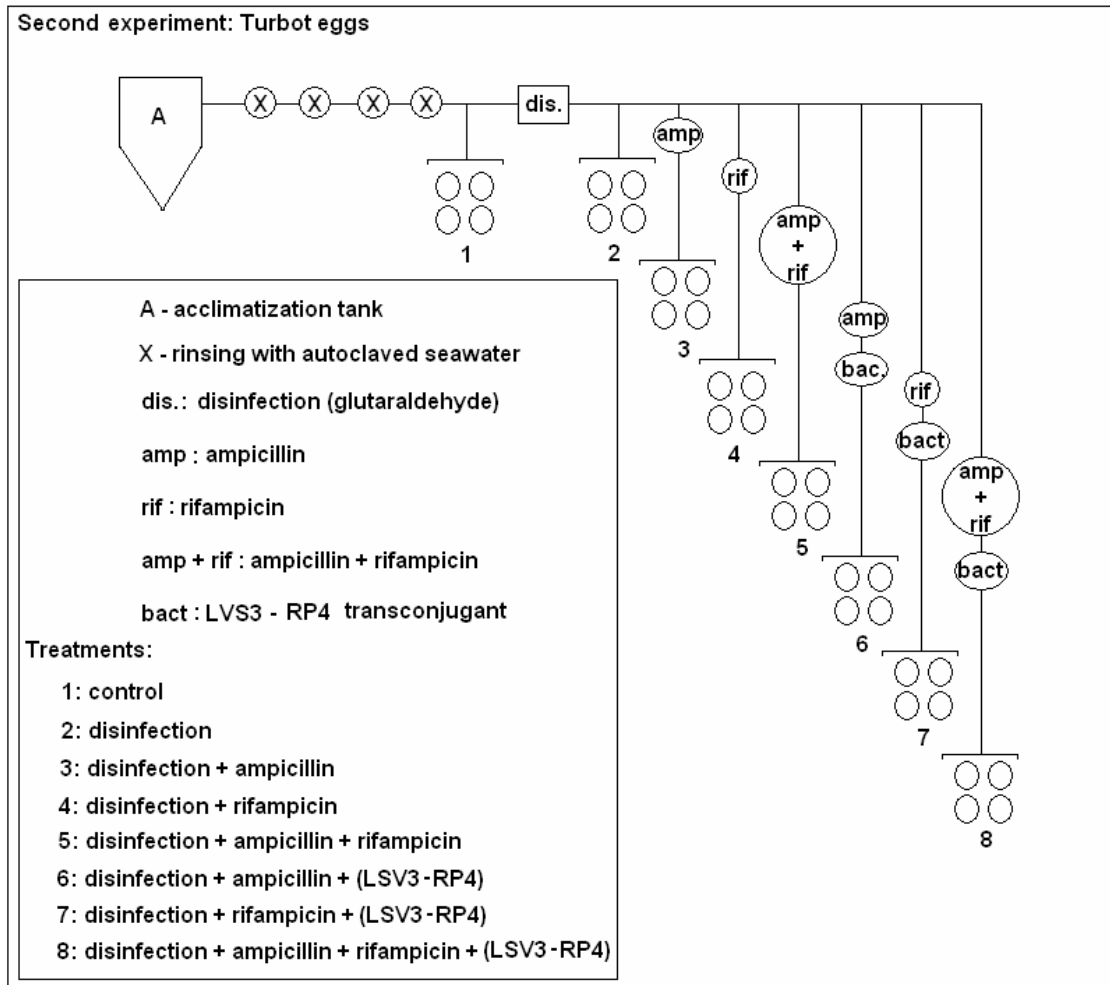 Second experiment: Turbot eggs
A
X X X X
dis.
amp
rif
amp
+
rif
amp
bac.
rif
bact
amp
+
rif
bact
1
2
3
4
5
6
7
8
A - acclimatization tank
X - rinsing with autoclaved seawater
dis.: disinfection (glutaraldehyde)
amp : ampicillin
rif : rifampicin
amp + rif : ampicillin + rifampicin
bact : LVS3 - RP4 transconjugant
Treatments:
1: control
2: disinfection
3: disinfection + ampicillin
4: disinfection + rifampicin
5: disinfection + ampicillin + rifampicin
6: disinfection + ampicillin + (LSV3-RP4)
7: disinfection + rifampicin + (LSV3-RP4)
8: disinfection + ampicillin + rifampicin + (LSV3-RP4)